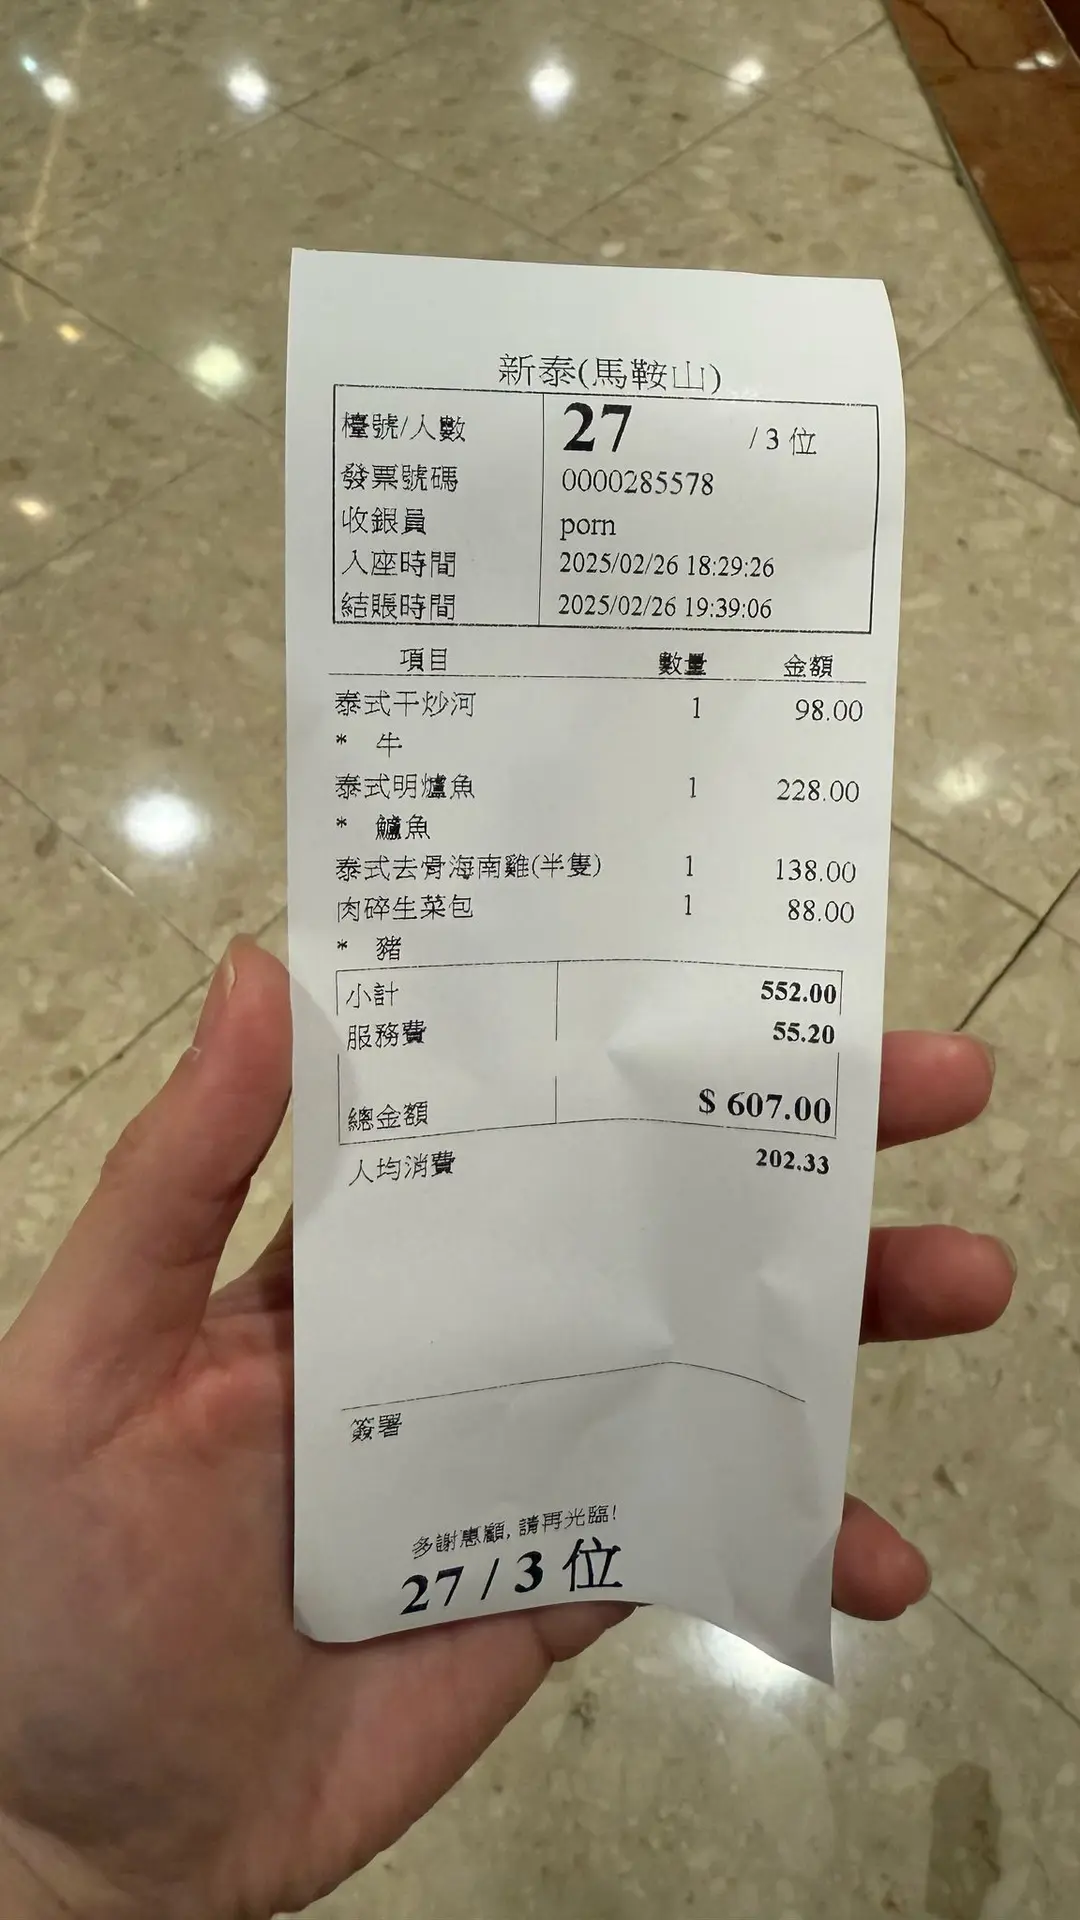 新泰(馬鞍山)
檯號/人數 27 /3 位
發票號碼 0000285578
收銀員 porn
入座時間 2025/02/26 18:29:26
結賬時間 2025/02/26 19:39:06
項目 數量 金額
泰式干炒河 1 98.00
* 牛
泰式明爐魚 1 228.00
* 鱸魚
泰式去骨海南雞(半隻) 1 138.00
肉碎生菜包 1 88.00
* 豬
小計 552.00
服務費 55.20
總金額 $ 607.00
人均消費 202.33
簽署
多謝惠顧, 請再光臨!
27 / 3 位